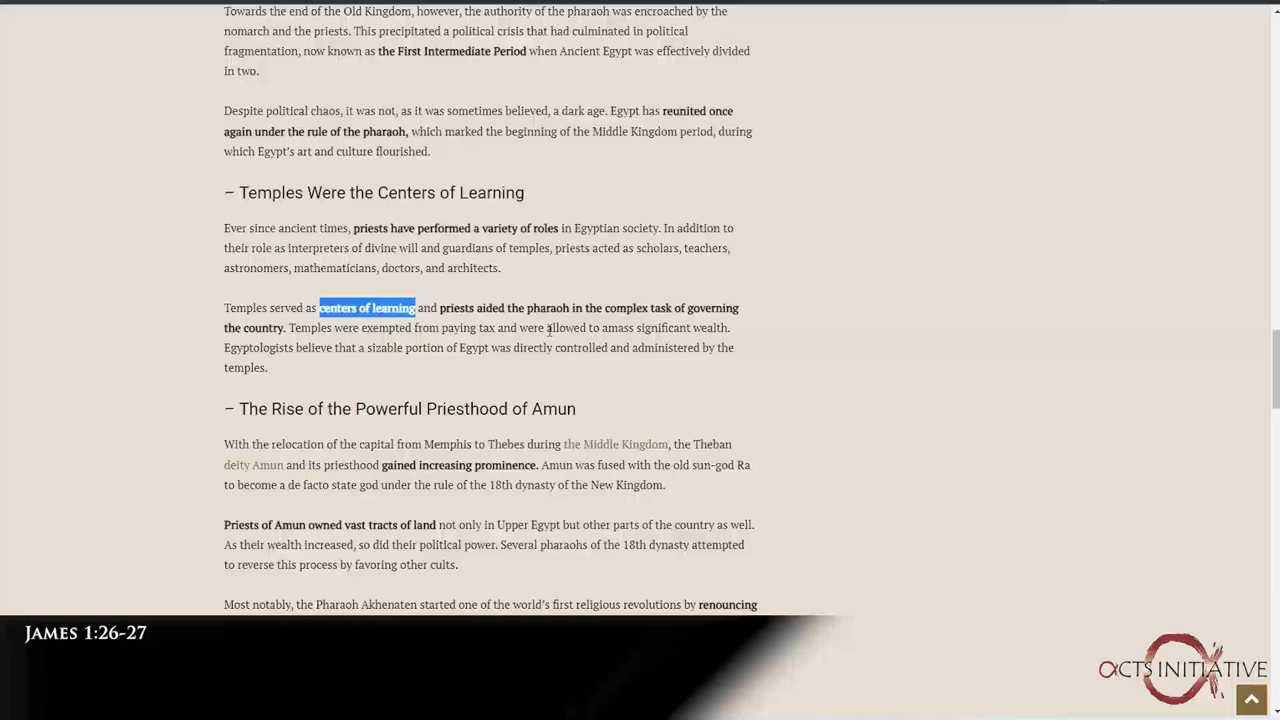 Towards the end of the Old Kingdom, however, the authority of the pharaoh was encroached by the
nomarch and the priests. This precipitated a political crisis that had culminated in political
fragmentation, now known as the First Intermediate Period when Ancient Egypt was effectively divided
in two.
Despite political chaos, it was not, as it was sometimes believed, a dark age. Egypt has reunited once
again under the rule of the pharaoh, which marked the beginning of the Middle Kingdom period, during
which Egypt's art and culture flourished.
– Temples Were the Centers of Learning
Ever since ancient times, priests have performed a variety of roles in Egyptian society. In addition to
their role as interpreters of divine will and guardians of temples, priests acted as scholars, teachers,
astronomers, mathematicians, doctors, and architects.
Temples served as centers of learning and priests aided the pharaoh in the complex task of governing
the country. Temples were exempted from paying tax and were allowed to amass significant wealth.
Egyptologists believe that a sizable portion of Egypt was directly controlled and administered by the
temples.
– The Rise of the Powerful Priesthood of Amun
With the relocation of the capital from Memphis to Thebes during the Middle Kingdom, the Theban
deity Amun and its priesthood gained increasing prominence. Amun was fused with the old sun-god Ra
to become a de facto state god under the rule of the 18th dynasty of the New Kingdom.
Priests of Amun owned vast tracts of land not only in Upper Egypt but other parts of the country as well.
As their wealth increased, so did their political power. Several pharaohs of the 18th dynasty attempted
to reverse this process by favoring other cults.
Most notably, the Pharaoh Akhenaten started one of the world's first religious revolutions by renouncing
JAMES 1:26-27
αCTS INITIATIVE